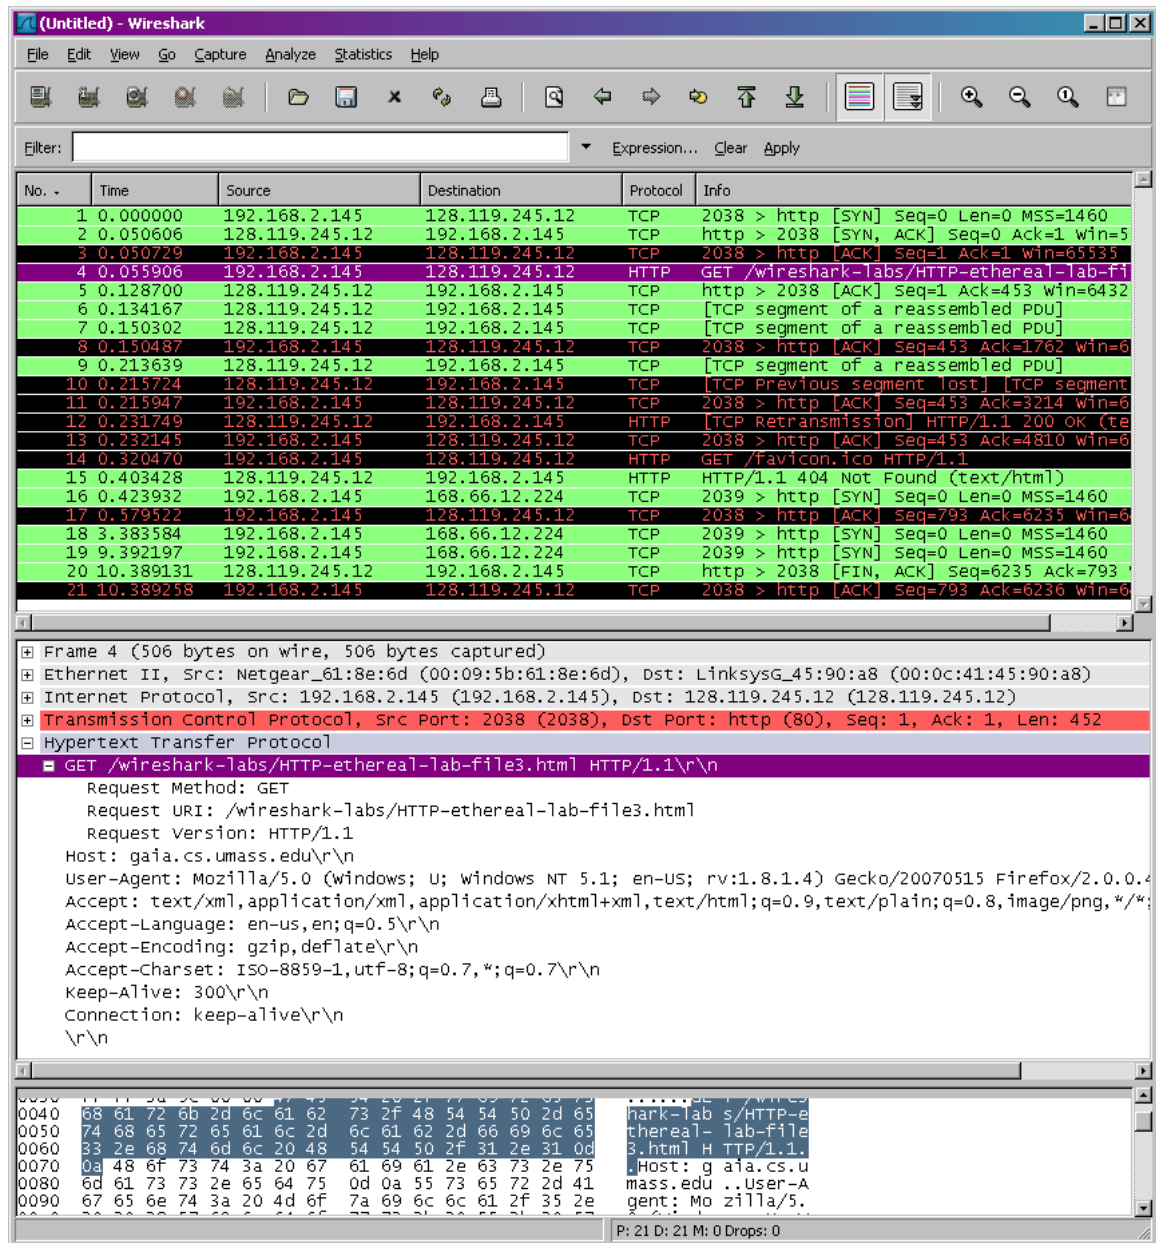 (Untitled) - Wireshark
File Edit View Go Capture Analyze Statistics Help
Filter: Expression... Clear Apply
No. Time Source Destination Protocol Info
1 0.000000 192.168.2.145 128.119.245.12 TCP 2038 > http [SYN] Seq=0 Len=0 MSS=1460
2 0.050606 128.119.245.12 192.168.2.145 TCP http > 2038 [SYN, ACK] Seq=0 Ack=1 Win=5
3 0.050729 192.168.2.145 128.119.245.12 TCP 2038 > http [ACK] Seq=1 Ack=1 Win=65535
4 0.055906 192.168.2.145 128.119.245.12 HTTP GET /wireshark-labs/HTTP-ethereal-lab-fi
5 0.128700 128.119.245.12 192.168.2.145 TCP http > 2038 [ACK] Seq=1 Ack=453 Win=6432
6 0.134167 128.119.245.12 192.168.2.145 TCP [TCP segment of a reassembled PDU]
7 0.150302 128.119.245.12 192.168.2.145 TCP [TCP segment of a reassembled PDU]
8 0.150487 192.168.2.145 128.119.245.12 TCP 2038 > http [ACK] Seq=453 Ack=1762 Win=6
9 0.213639 128.119.245.12 192.168.2.145 TCP [TCP segment of a reassembled PDU]
10 0.215724 128.119.245.12 192.168.2.145 TCP [TCP Previous segment lost] [TCP segment
11 0.215947 192.168.2.145 128.119.245.12 TCP 2038 > http [ACK] Seq=453 Ack=3214 Win=6
12 0.231749 128.119.245.12 192.168.2.145 HTTP [TCP Retransmission] HTTP/1.1 200 OK (te
13 0.232145 192.168.2.145 128.119.245.12 TCP 2038 > http [ACK] Seq=453 Ack=4810 Win=6
14 0.320470 192.168.2.145 128.119.245.12 HTTP GET /favicon.ico HTTP/1.1
15 0.403428 128.119.245.12 192.168.2.145 HTTP HTTP/1.1 404 Not Found (text/html)
16 0.423932 192.168.2.145 168.66.12.224 TCP 2039 > http [SYN] Seq=0 Len=0 MSS=1460
17 0.579522 192.168.2.145 128.119.245.12 TCP 2038 > http [ACK] Seq=793 Ack=6235 Win=6
18 3.383584 192.168.2.145 168.66.12.224 TCP 2039 > http [SYN] Seq=0 Len=0 MSS=1460
19 9.392197 192.168.2.145 168.66.12.224 TCP 2039 > http [SYN] Seq=0 Len=0 MSS=1460
20 10.389131 128.119.245.12 192.168.2.145 TCP http > 2038 [FIN, ACK] Seq=6235 Ack=793
21 10.389258 192.168.2.145 128.119.245.12 TCP 2038 > http [ACK] Seq=793 Ack=6236 Win=6
Frame 4 (506 bytes on wire, 506 bytes captured)
Ethernet II, Src: Netgear_61:8e:6d (00:09:5b:61:8e:6d), Dst: LinksysG_45:90:a8 (00:0c:41:45:90:a8)
Internet Protocol, Src: 192.168.2.145 (192.168.2.145), Dst: 128.119.245.12 (128.119.245.12)
Transmission Control Protocol, Src Port: 2038 (2038), Dst Port: http (80), Seq: 1, Ack: 1, Len: 452
Hypertext Transfer Protocol
GET /wireshark-labs/HTTP-ethereal-lab-file3.html HTTP/1.1\r\n
Request Method: GET
Request URI: /wireshark-labs/HTTP-ethereal-lab-file3.html
Request Version: HTTP/1.1
Host: gaia.cs.umass.edu\r\n
User-Agent: Mozilla/5.0 (Windows; U; Windows NT 5.1; en-US; rv:1.8.1.4) Gecko/20070515 Firefox/2.0.0.4
Accept: text/xml,application/xml,application/xhtml+xml,text/html;q=0.9,text/plain;q=0.8,image/png,*/*;
Accept-Language: en-us,en;q=0.5\r\n
Accept-Encoding: gzip,deflate\r\n
Accept-Charset: ISO-8859-1,utf-8;q=0.7,*;q=0.7\r\n
Keep-Alive: 300\r\n
Connection: keep-alive\r\n
\r\n
0040 68 61 72 6b 2d 6c 61 62 73 2f 48 54 54 50 2d 65 hark-lab s/HTTP-e
0050 74 68 65 72 65 61 6c 2d 6c 61 62 2d 66 69 6c 65 thereal- lab-file
0060 33 2e 68 74 6d 6c 20 48 54 54 50 2f 31 2e 31 0d 3.html H TTP/1.1.
0070 0a 48 6f 73 74 3a 20 67 61 69 61 2e 63 73 2e 75 .Host: g aia.cs.u
0080 6d 61 73 73 2e 65 64 75 0d 0a 55 73 65 72 2d 41 mass.edu ..User-A
0090 67 65 6e 74 3a 20 4d 6f 7a 69 6c 6c 61 2f 35 2e gent: Mo zilla/5.
P: 21 D: 21 M: 0 Drops: 0